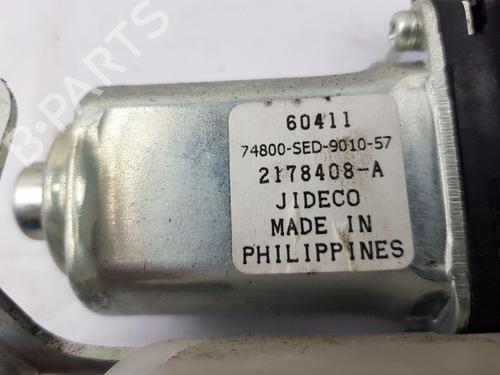 B-PARTS
60411
74800-SED-9010-57
2178408-A
JIDECO
MADE IN
PHILIPPINES